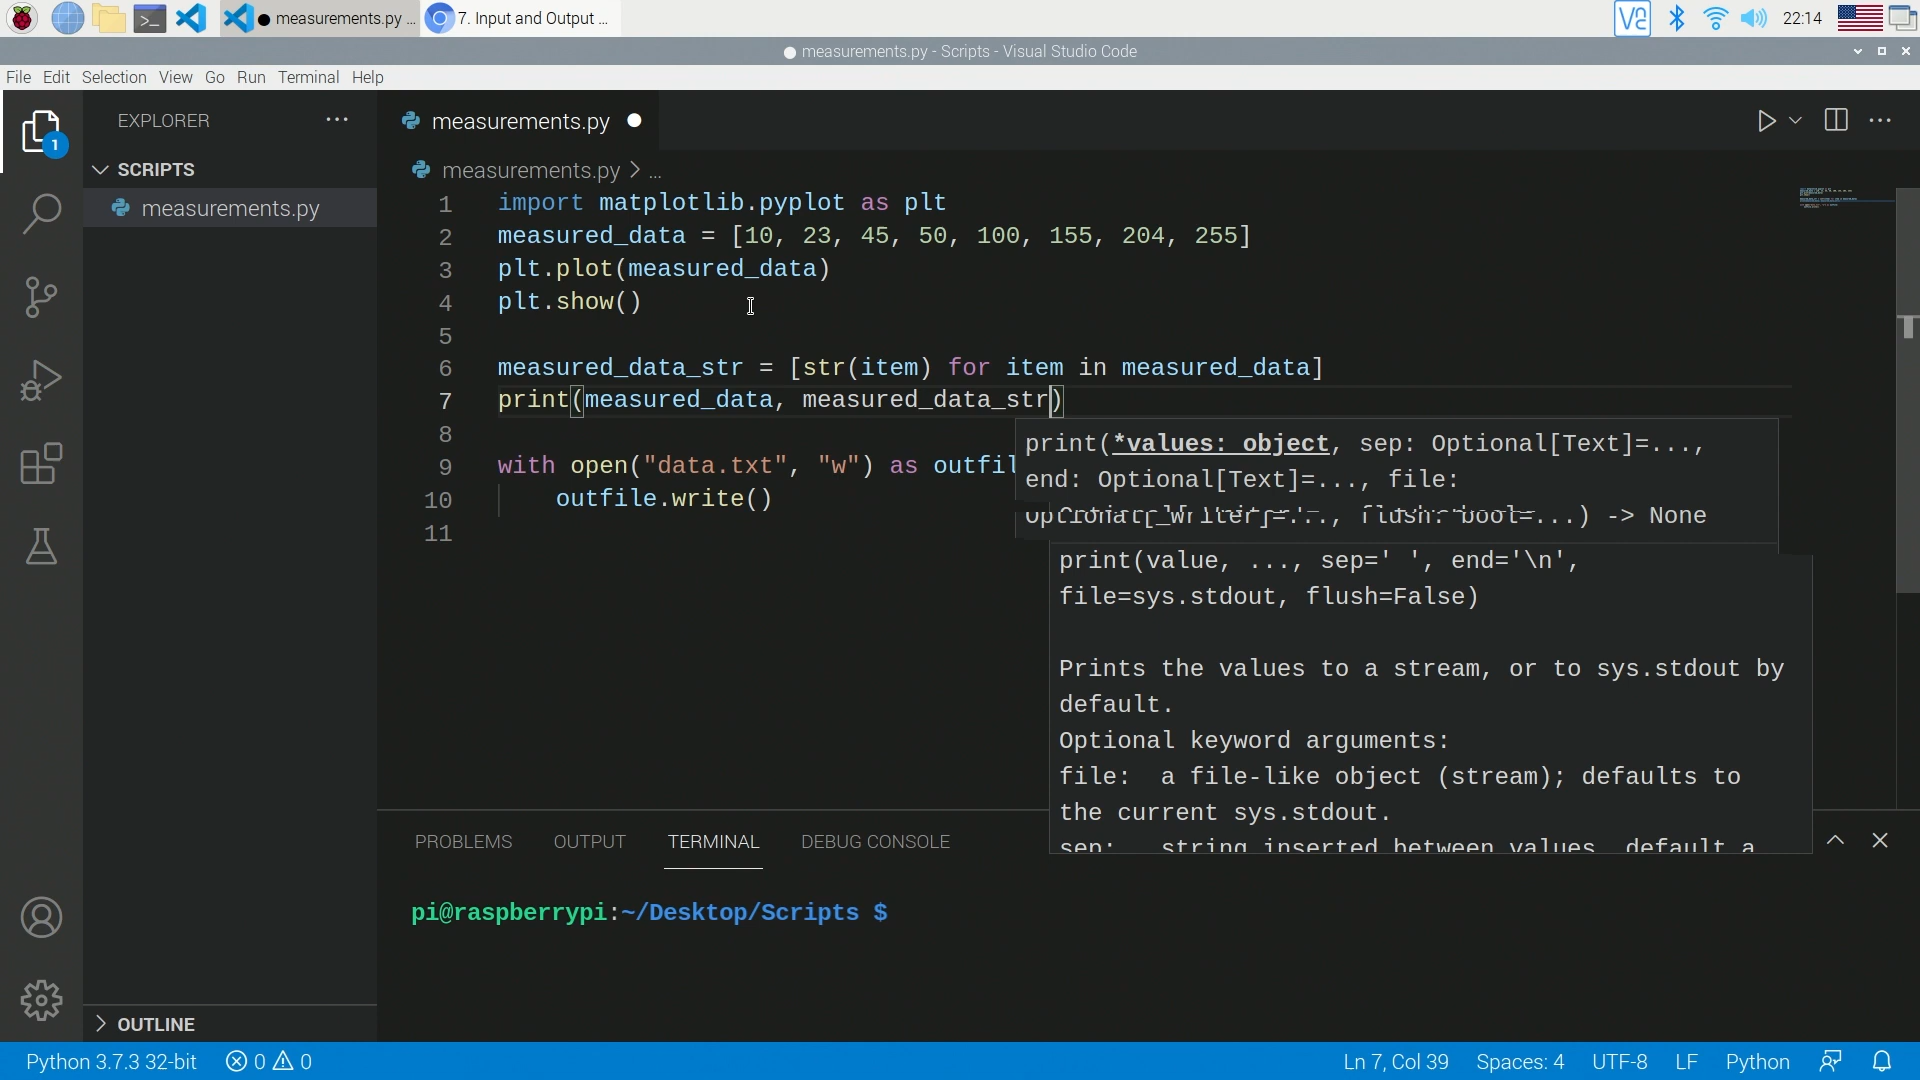 measurements.py ...
7. Input and Output ...
22:14
measurements.py - Scripts - Visual Studio Code
File Edit Selection View Go Run Terminal Help
EXPLORER
1
SCRIPTS
measurements.py
measurements.py
measurements.py > ...
1 import matplotlib.pyplot as plt
2 measured_data = [10, 23, 45, 50, 100, 155, 204, 255]
3 plt.plot(measured_data)
4 plt.show()
5
6 measured_data_str = [str(item) for item in measured_data]
7 print(measured_data, measured_data_str)
8
9 with open("data.txt", "w") as outfil
10 outfile.write()
11
print(*values: object, sep: Optional[Text]=...,
end: Optional[Text]=..., file:
Optional[_Writer]=..., flush: bool=...) -> None
print(value, ..., sep=' ', end='\n',
file=sys.stdout, flush=False)
Prints the values to a stream, or to sys.stdout by
default.
Optional keyword arguments:
file: a file-like object (stream); defaults to
the current sys.stdout.
sep: string inserted between values, default a
PROBLEMS OUTPUT TERMINAL DEBUG CONSOLE
pi@raspberrypi:~/Desktop/Scripts $
OUTLINE
Python 3.7.3 32-bit 0 0 Ln 7, Col 39 Spaces: 4 UTF-8 LF Python